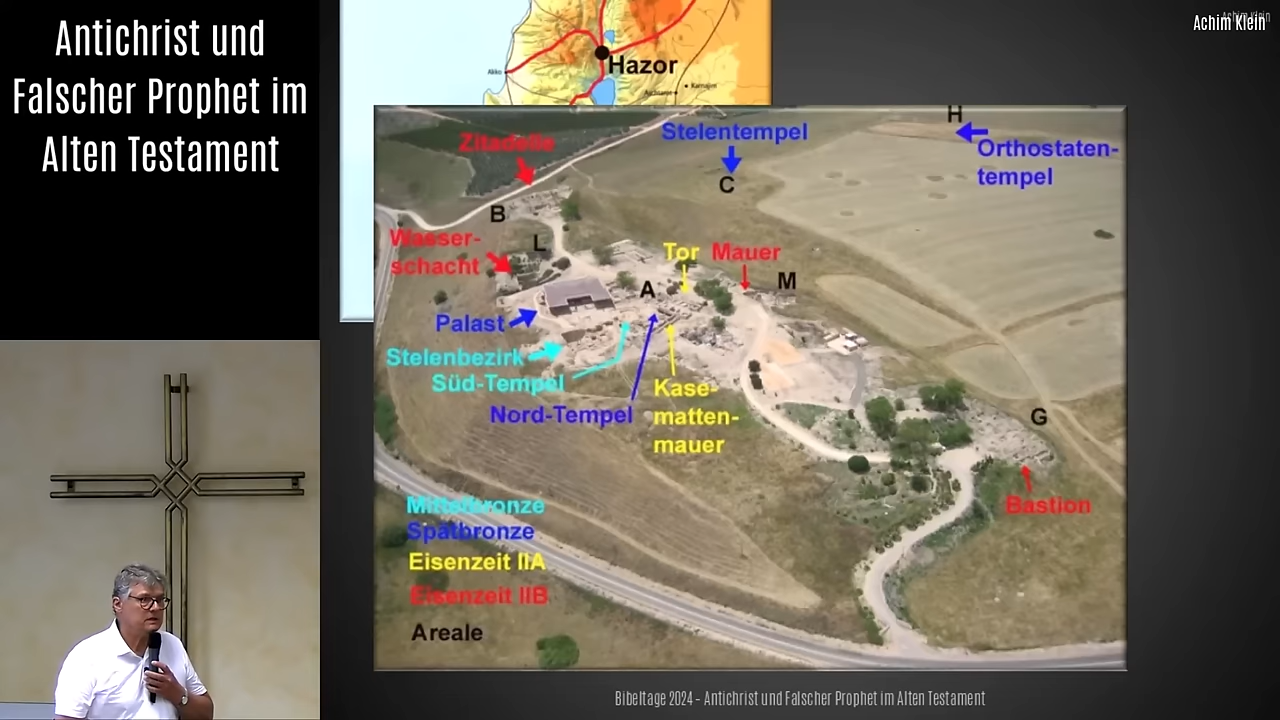 Antichrist und
Falscher Prophet im
Alten Testament
Achim Klein
Akko
Hazor
Karnajim
H
Zitadelle
Stelentempel
Orthostaten-
tempel
C
B
L
Wasser-
schacht
Tor
Mauer
A
M
Palast
Stelenbezirk
Süd-Tempel
Nord-Tempel
Kase-
matten-
mauer
G
Bastion
Mittelbronze
Spätbronze
Eisenzeit IIA
Eisenzeit IIB
Areale
Bibeltage 2024 - Antichrist und Falscher Prophet im Alten Testament